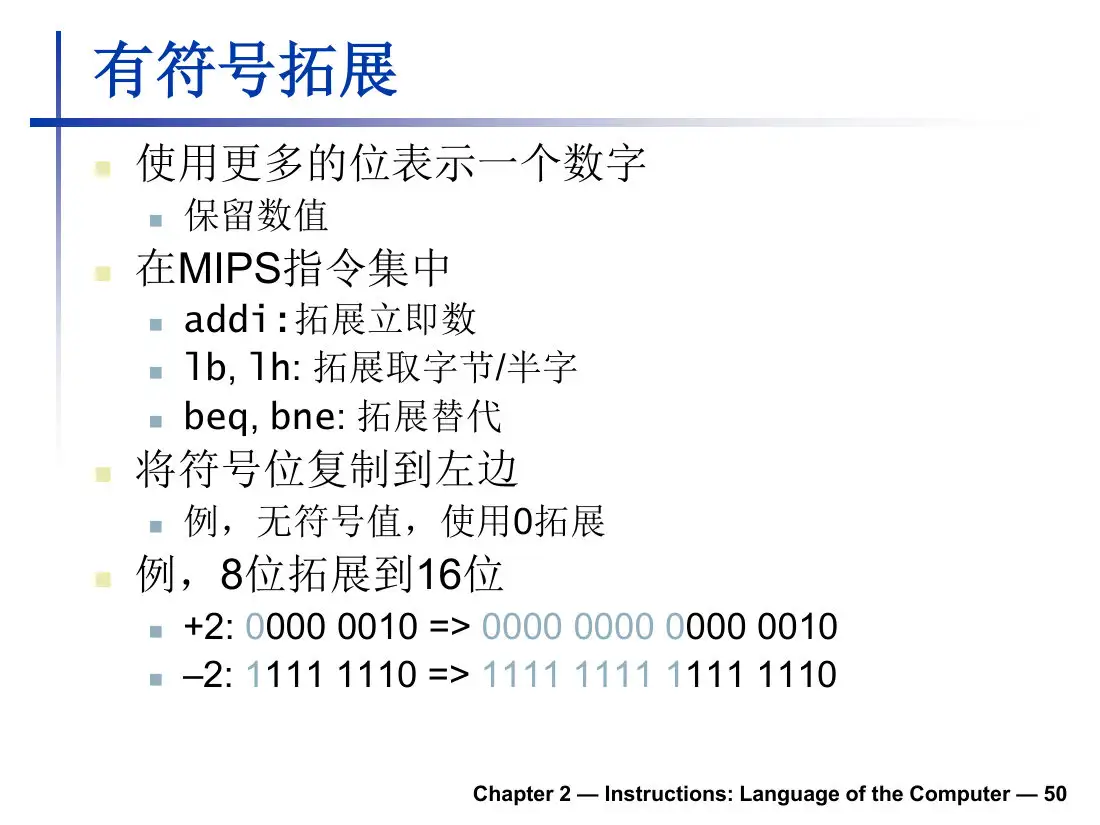 有符号拓展
使用更多的位表示一个数字
保留数值
在MIPS指令集中
addi:拓展立即数
lb, lh: 拓展取字节/半字
beq, bne: 拓展替代
将符号位复制到左边
例，无符号值，使用0拓展
例，8位拓展到16位
+2: 0000 0010 => 0000 0000 0000 0010
–2: 1111 1110 => 1111 1111 1111 1110
Chapter 2 — Instructions: Language of the Computer — 50